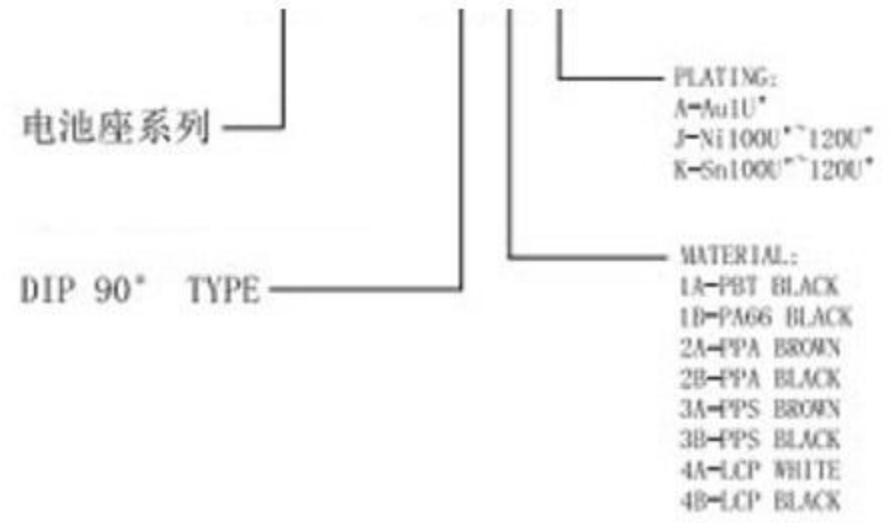 电池座系列
PLATING:
A-Au1U"
J-Ni100U"~120U"
K-Sn100U"~120U"
DIP 90° TYPE
MATERIAL:
1A-PBT BLACK
1B-PA66 BLACK
2A-PPA BROWN
2B-PPA BLACK
3A-PPS BROWN
3B-PPS BLACK
4A-LCP WHITE
4B-LCP BLACK